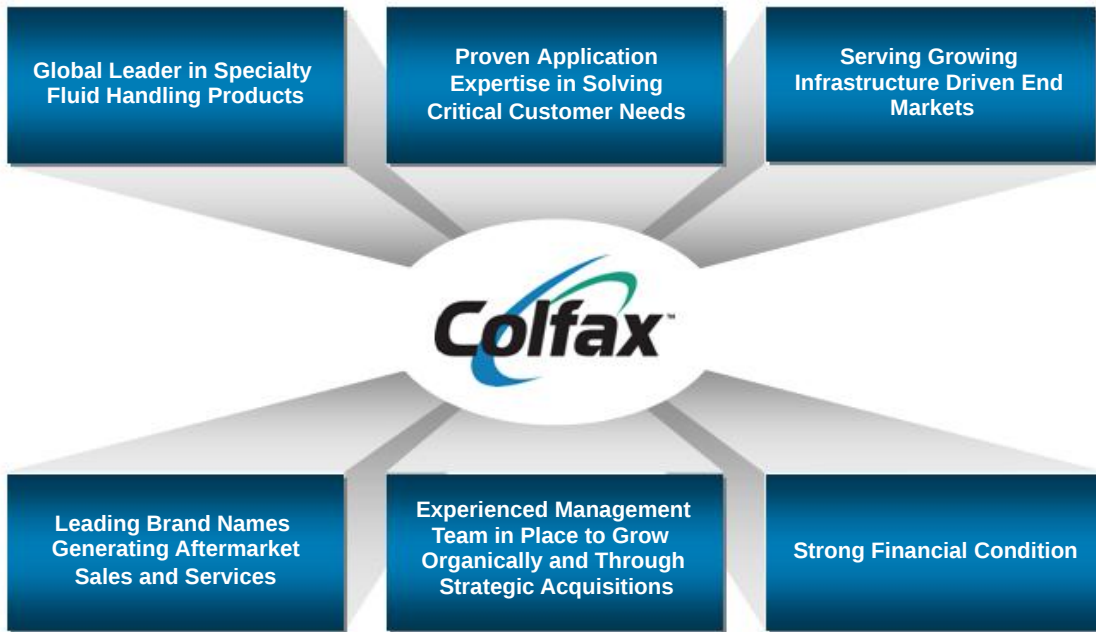 Global Leader in Specialty
Fluid Handling Products
Proven Application
Expertise in Solving
Critical Customer Needs
Serving Growing
Infrastructure Driven End
Markets
Colfax™
Leading Brand Names
Generating Aftermarket
Sales and Services
Experienced Management
Team in Place to Grow
Organically and Through
Strategic Acquisitions
Strong Financial Condition